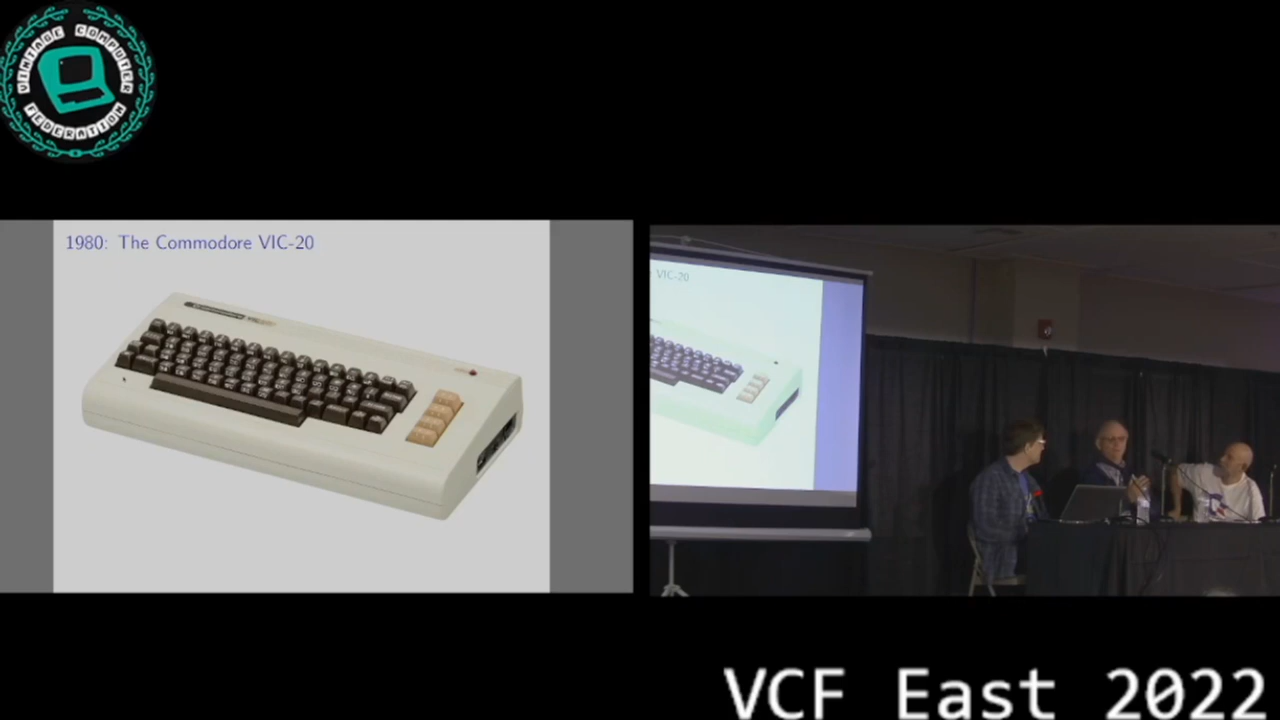 VINTAGE COMPUTER
FEDERATION
1980: The Commodore VIC-20
VIC-20
VCF East 2022